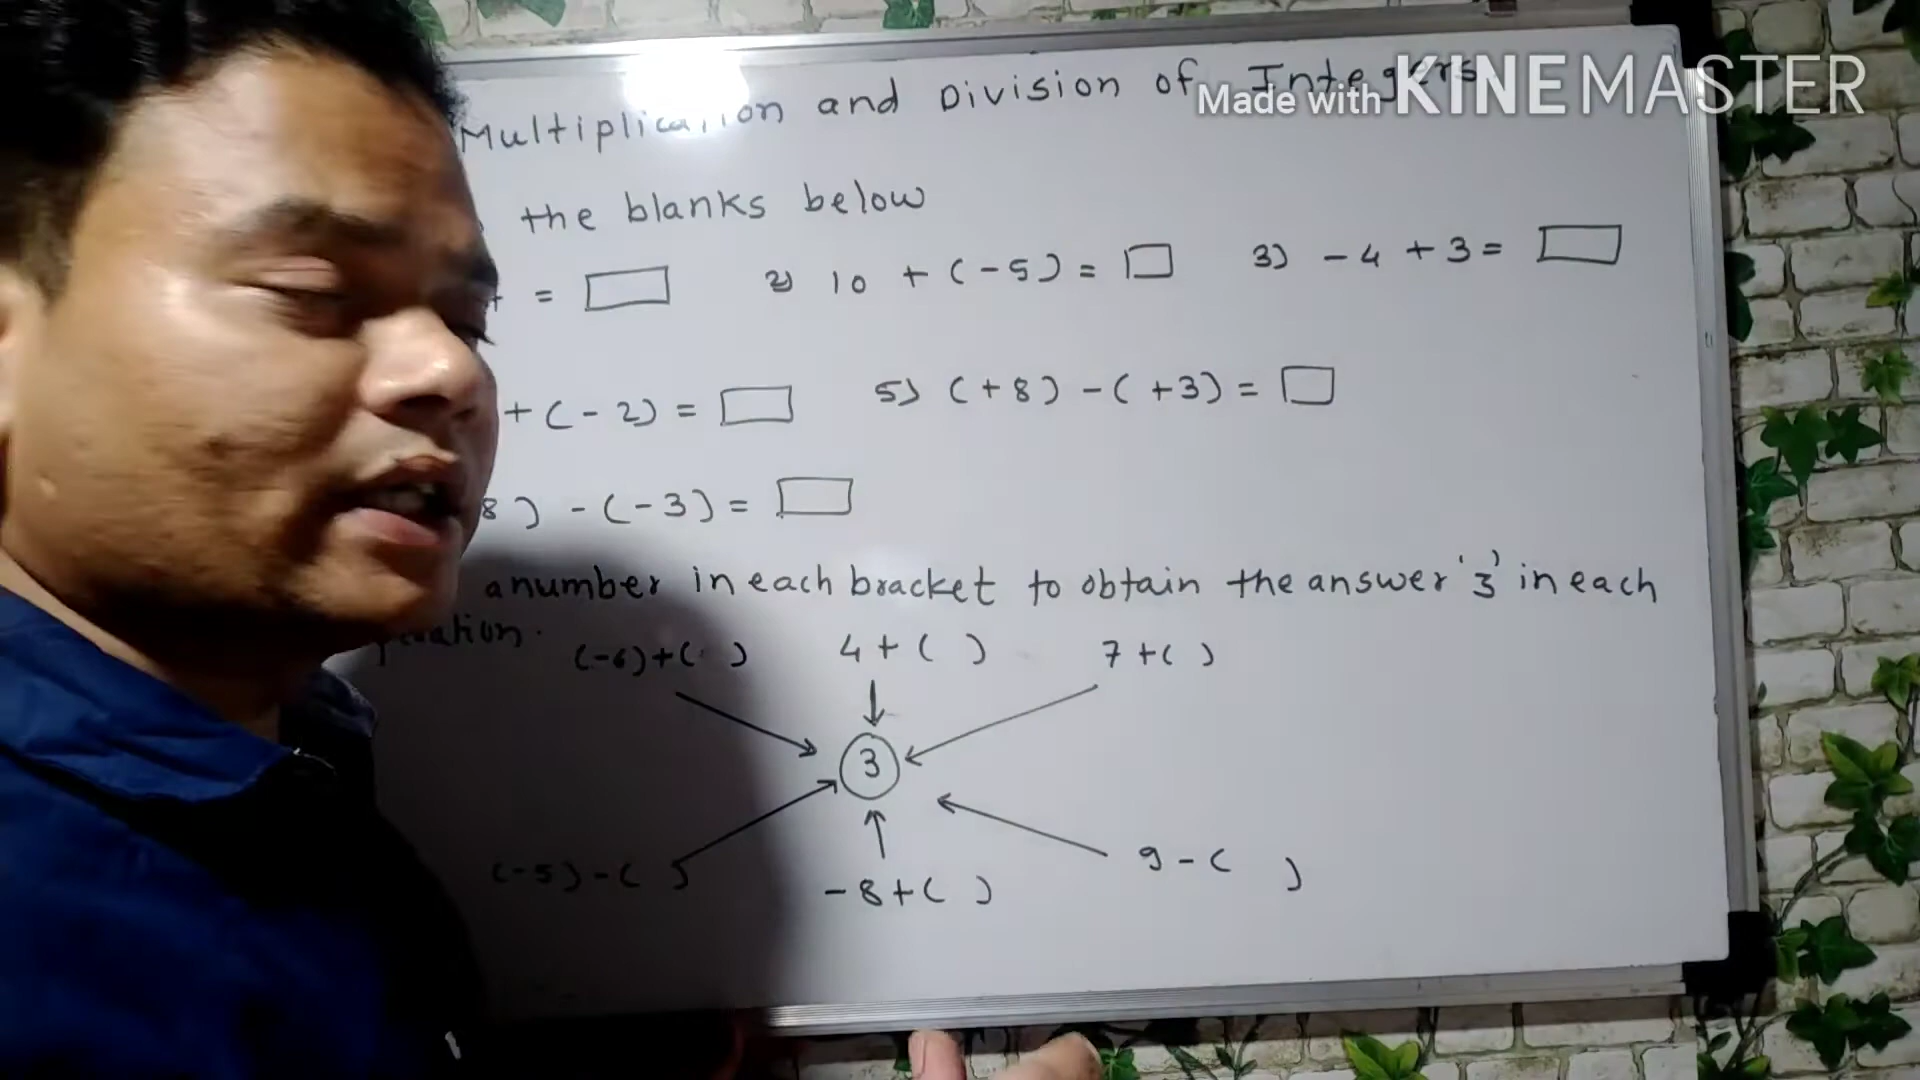 Multiplication and Division of Integers
Made with KINEMASTER
the blanks below
= 2) 10 + (-5) = 3) -4 + 3 =
+ (-2) = 5) (+8) - (+3) =
8) - (-3) =
a number in each bracket to obtain the answer '3' in each
(-6)+( ) 4 + ( ) 7 + ( )
3
(-5) - ( ) -8 + ( ) 9 - ( )